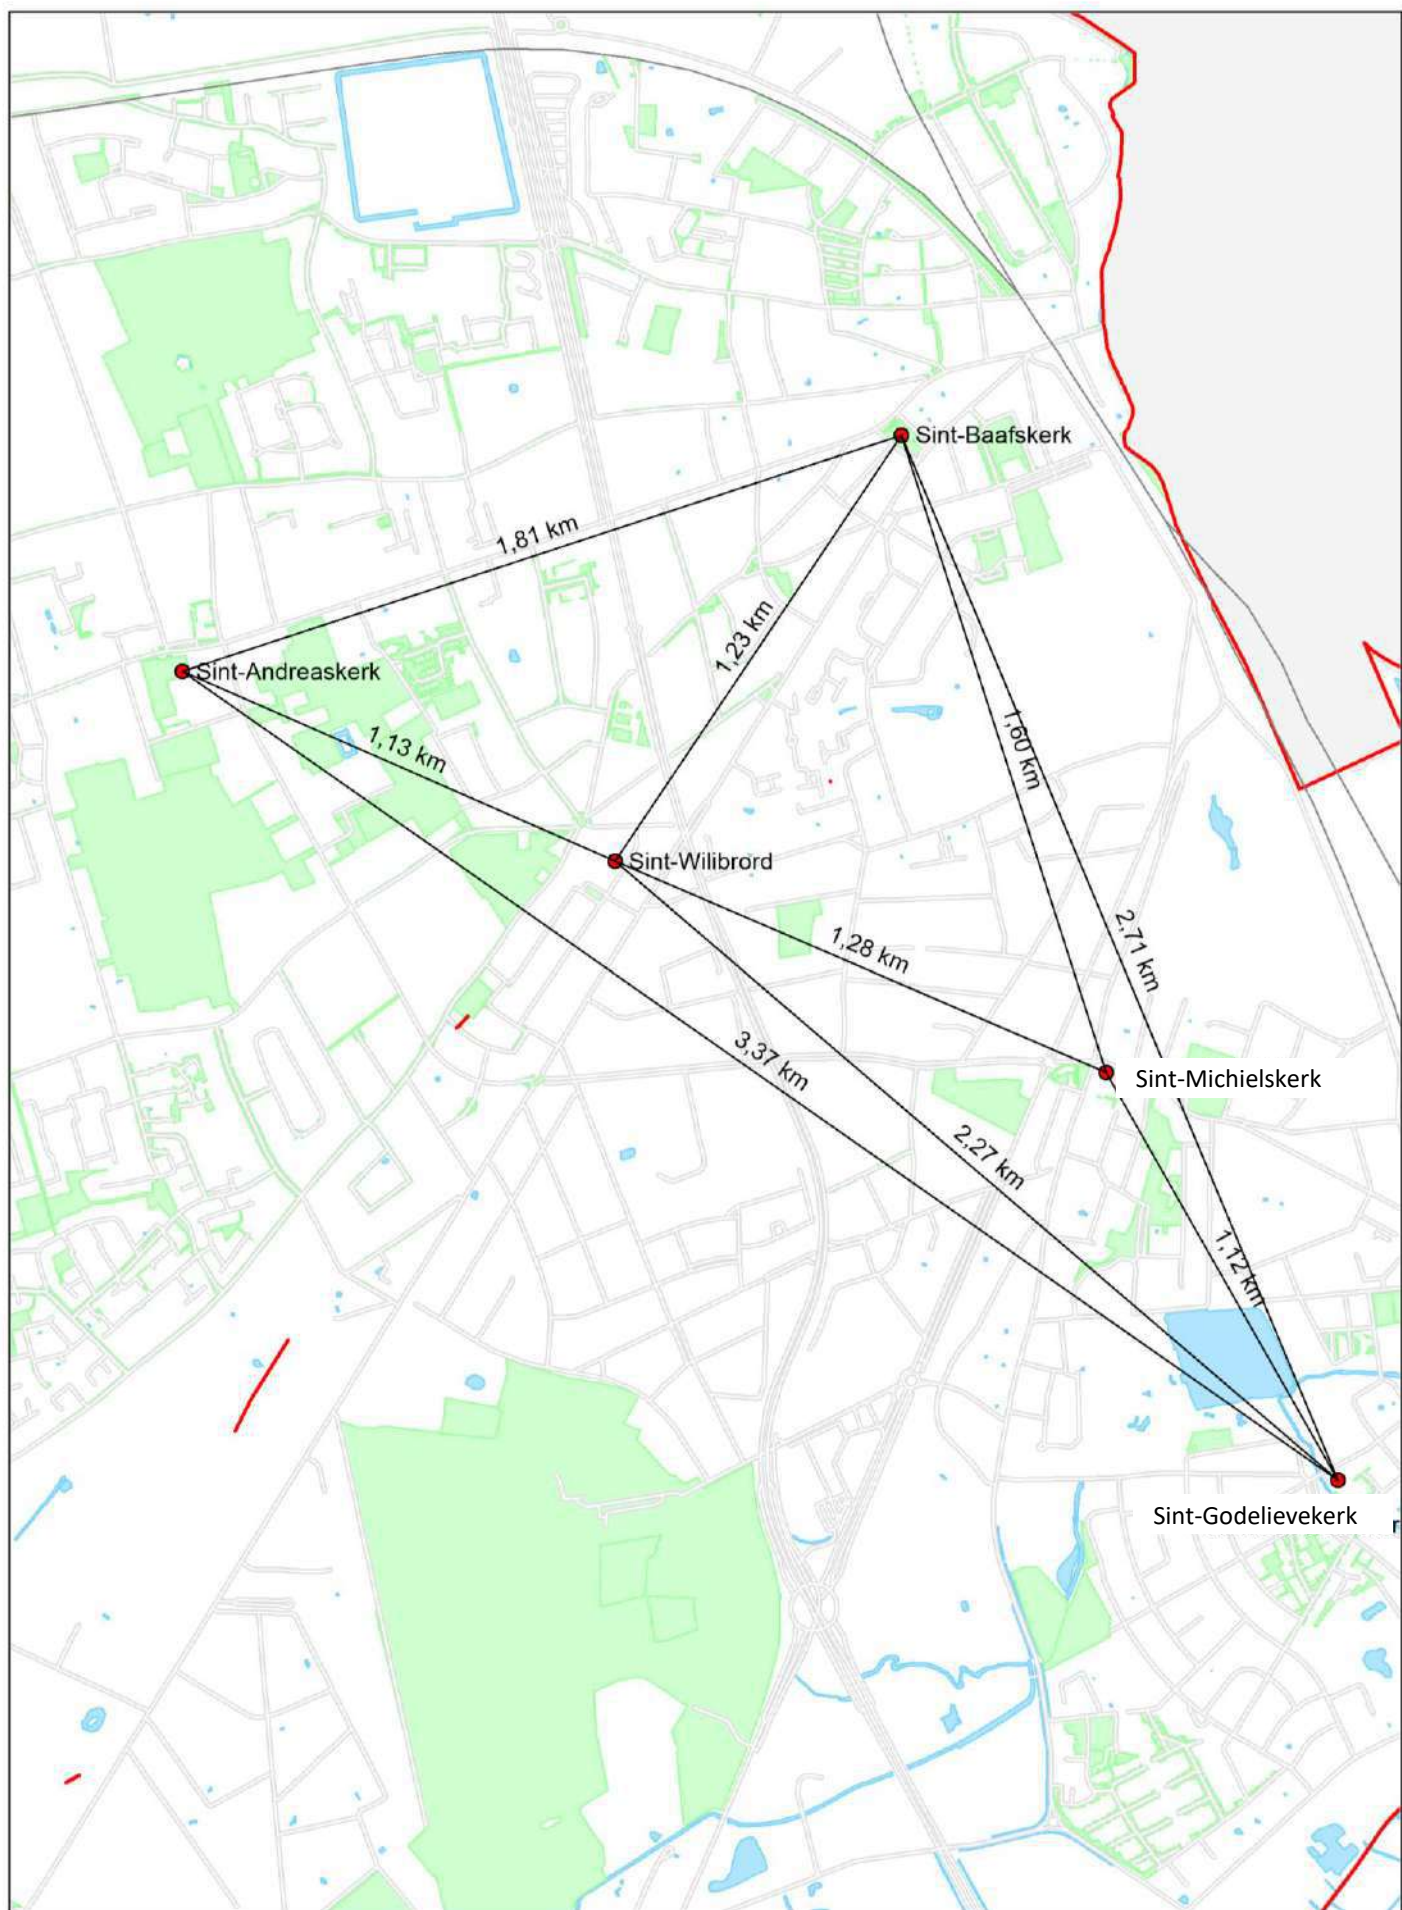 Sint-Baafskerk
1,81 km
1,23 km
Sint-Andreaskerk
1,13 km
1,60 km
Sint-Wilibrord
1,28 km
2,71 km
3,37 km
Sint-Michielskerk
2,27 km
1,12 km
Sint-Godelievekerk
r